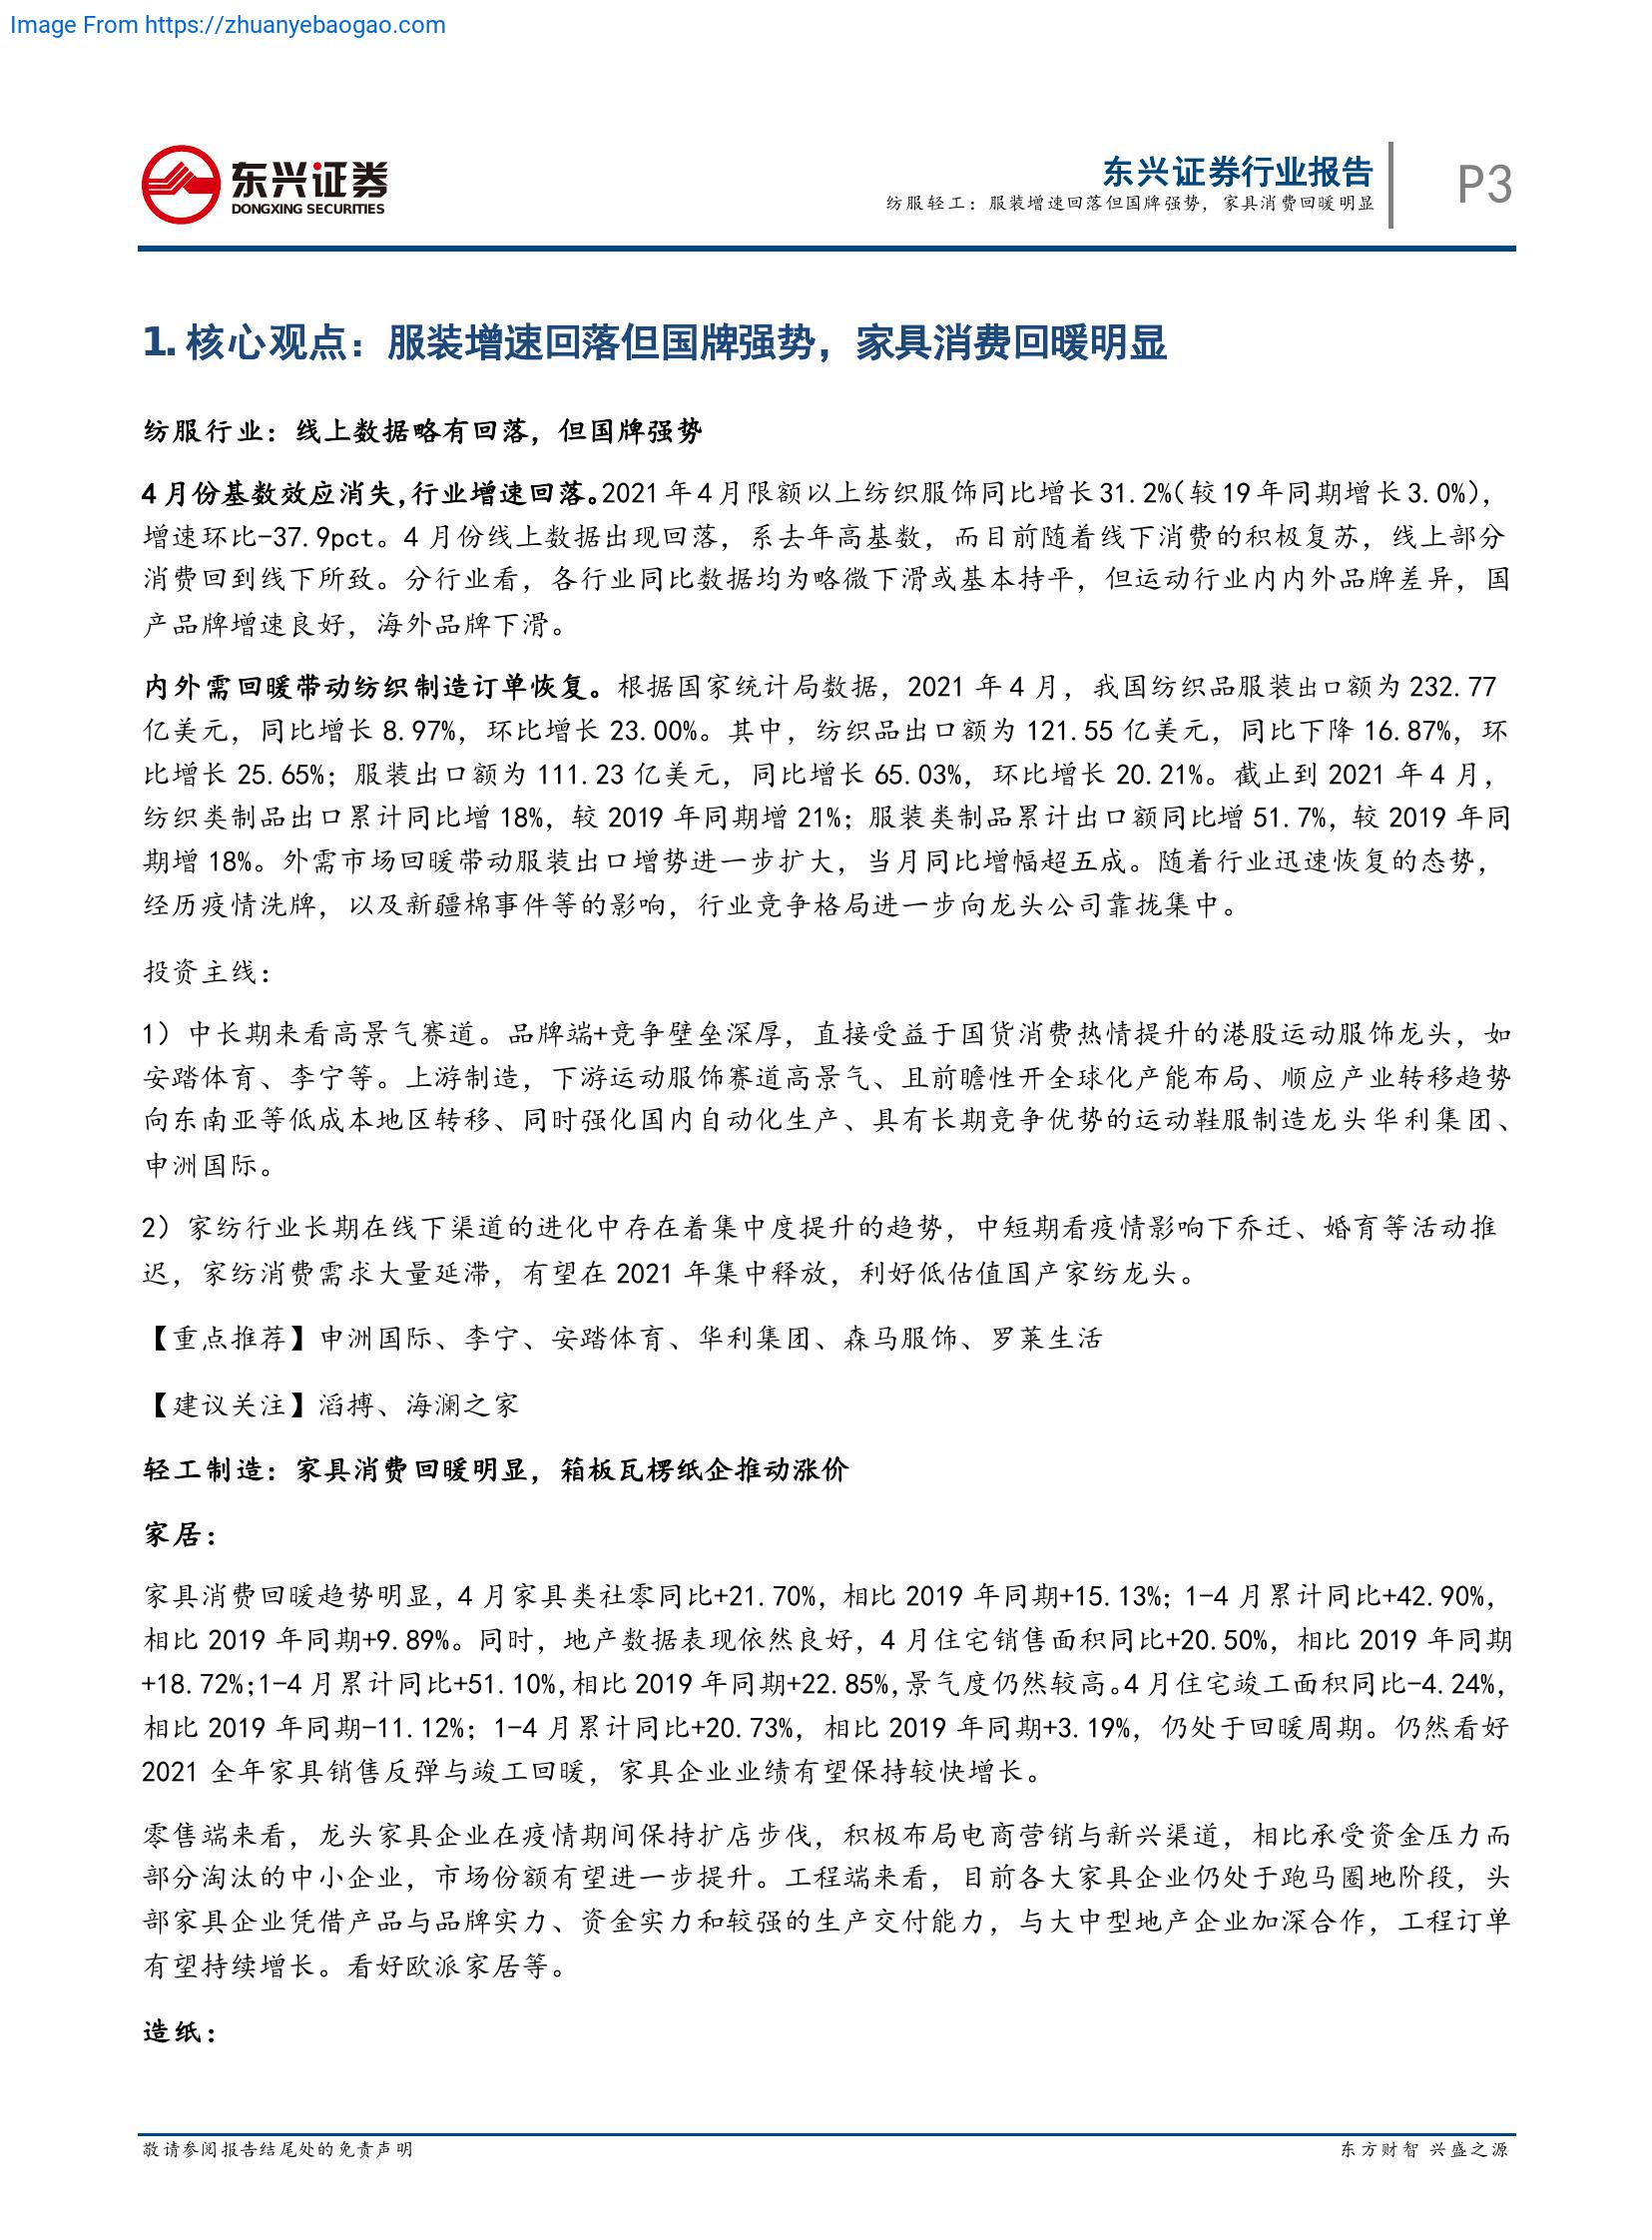 Image From https://zhuanyebaogao.com
东兴证券
DONGXING SECURITIES
东兴证券行业报告
纺服轻工：服装增速回落但国牌强势，家具消费回暖明显
P3
1. 核心观点：服装增速回落但国牌强势，家具消费回暖明显
纺服行业：线上数据略有回落，但国牌强势
4 月份基数效应消失，行业增速回落。2021 年 4 月限额以上纺织服饰同比增长 31.2%（较 19 年同期增长 3.0%），
增速环比-37.9pct。4 月份线上数据出现回落，系去年高基数，而目前随着线下消费的积极复苏，线上部分
消费回到线下所致。分行业看，各行业同比数据均为略微下滑或基本持平，但运动行业内内外品牌差异，国
产品牌增速良好，海外品牌下滑。
内外需回暖带动纺织制造订单恢复。根据国家统计局数据，2021 年 4 月，我国纺织品服装出口额为 232.77
亿美元，同比增长 8.97%，环比增长 23.00%。其中，纺织品出口额为 121.55 亿美元，同比下降 16.87%，环
比增长 25.65%；服装出口额为 111.23 亿美元，同比增长 65.03%，环比增长 20.21%。截止到 2021 年 4 月，
纺织类制品出口累计同比增 18%，较 2019 年同期增 21%；服装类制品累计出口额同比增 51.7%，较 2019 年同
期增 18%。外需市场回暖带动服装出口增势进一步扩大，当月同比增幅超五成。随着行业迅速恢复的态势，
经历疫情洗牌，以及新疆棉事件等的影响，行业竞争格局进一步向龙头公司靠拢集中。
投资主线：
1）中长期来看高景气赛道。品牌端+竞争壁垒深厚，直接受益于国货消费热情提升的港股运动服饰龙头，如
安踏体育、李宁等。上游制造，下游运动服饰赛道高景气、且前瞻性开全球化产能布局、顺应产业转移趋势
向东南亚等低成本地区转移、同时强化国内自动化生产、具有长期竞争优势的运动鞋服制造龙头华利集团、
申洲国际。
2）家纺行业长期在线下渠道的进化中存在着集中度提升的趋势，中短期看疫情影响下乔迁、婚育等活动推
迟，家纺消费需求大量延滞，有望在 2021 年集中释放，利好低估值国产家纺龙头。
【重点推荐】申洲国际、李宁、安踏体育、华利集团、森马服饰、罗莱生活
【建议关注】滔搏、海澜之家
轻工制造：家具消费回暖明显，箱板瓦楞纸企推动涨价
家居：
家具消费回暖趋势明显，4 月家具类社零同比+21.70%，相比 2019 年同期+15.13%；1-4 月累计同比+42.90%，
相比 2019 年同期+9.89%。同时，地产数据表现依然良好，4 月住宅销售面积同比+20.50%，相比 2019 年同期
+18.72%；1-4 月累计同比+51.10%，相比 2019 年同期+22.85%，景气度仍然较高。4 月住宅竣工面积同比-4.24%，
相比 2019 年同期-11.12%；1-4 月累计同比+20.73%，相比 2019 年同期+3.19%，仍处于回暖周期。仍然看好
2021 全年家具销售反弹与竣工回暖，家具企业业绩有望保持较快增长。
零售端来看，龙头家具企业在疫情期间保持扩店步伐，积极布局电商营销与新兴渠道，相比承受资金压力而
部分淘汰的中小企业，市场份额有望进一步提升。工程端来看，目前各大家具企业仍处于跑马圈地阶段，头
部家具企业凭借产品与品牌实力、资金实力和较强的生产交付能力，与大中型地产企业加深合作，工程订单
有望持续增长。看好欧派家居等。
造纸：
敬请参阅报告结尾处的免责声明
东方财智 兴盛之源